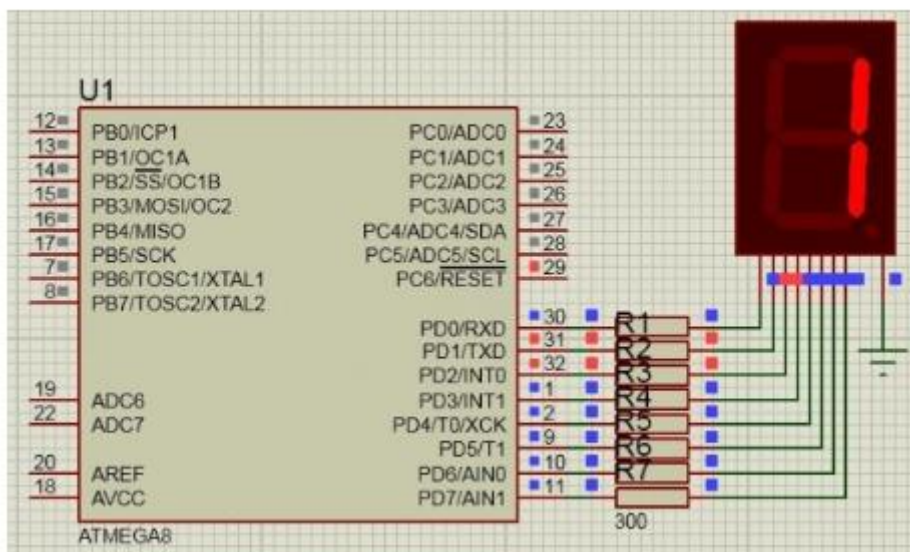 U1
12 PB0/ICP1 PC0/ADC0 23
13 PB1/OC1A PC1/ADC1 24
14 PB2/SS/OC1B PC2/ADC2 25
15 PB3/MOSI/OC2 PC3/ADC3 26
16 PB4/MISO PC4/ADC4/SDA 27
17 PB5/SCK PC5/ADC5/SCL 28
7 PB6/TOSC1/XTAL1 PC6/RESET 29
8 PB7/TOSC2/XTAL2
PD0/RXD 30 R1
PD1/TXD 31 R2
PD2/INT0 32 R3
19 ADC6 PD3/INT1 1 R4
22 ADC7 PD4/T0/XCK 2 R5
PD5/T1 9 R6
20 AREF PD6/AIN0 10 R7
18 AVCC PD7/AIN1 11
300
ATMEGA8
1